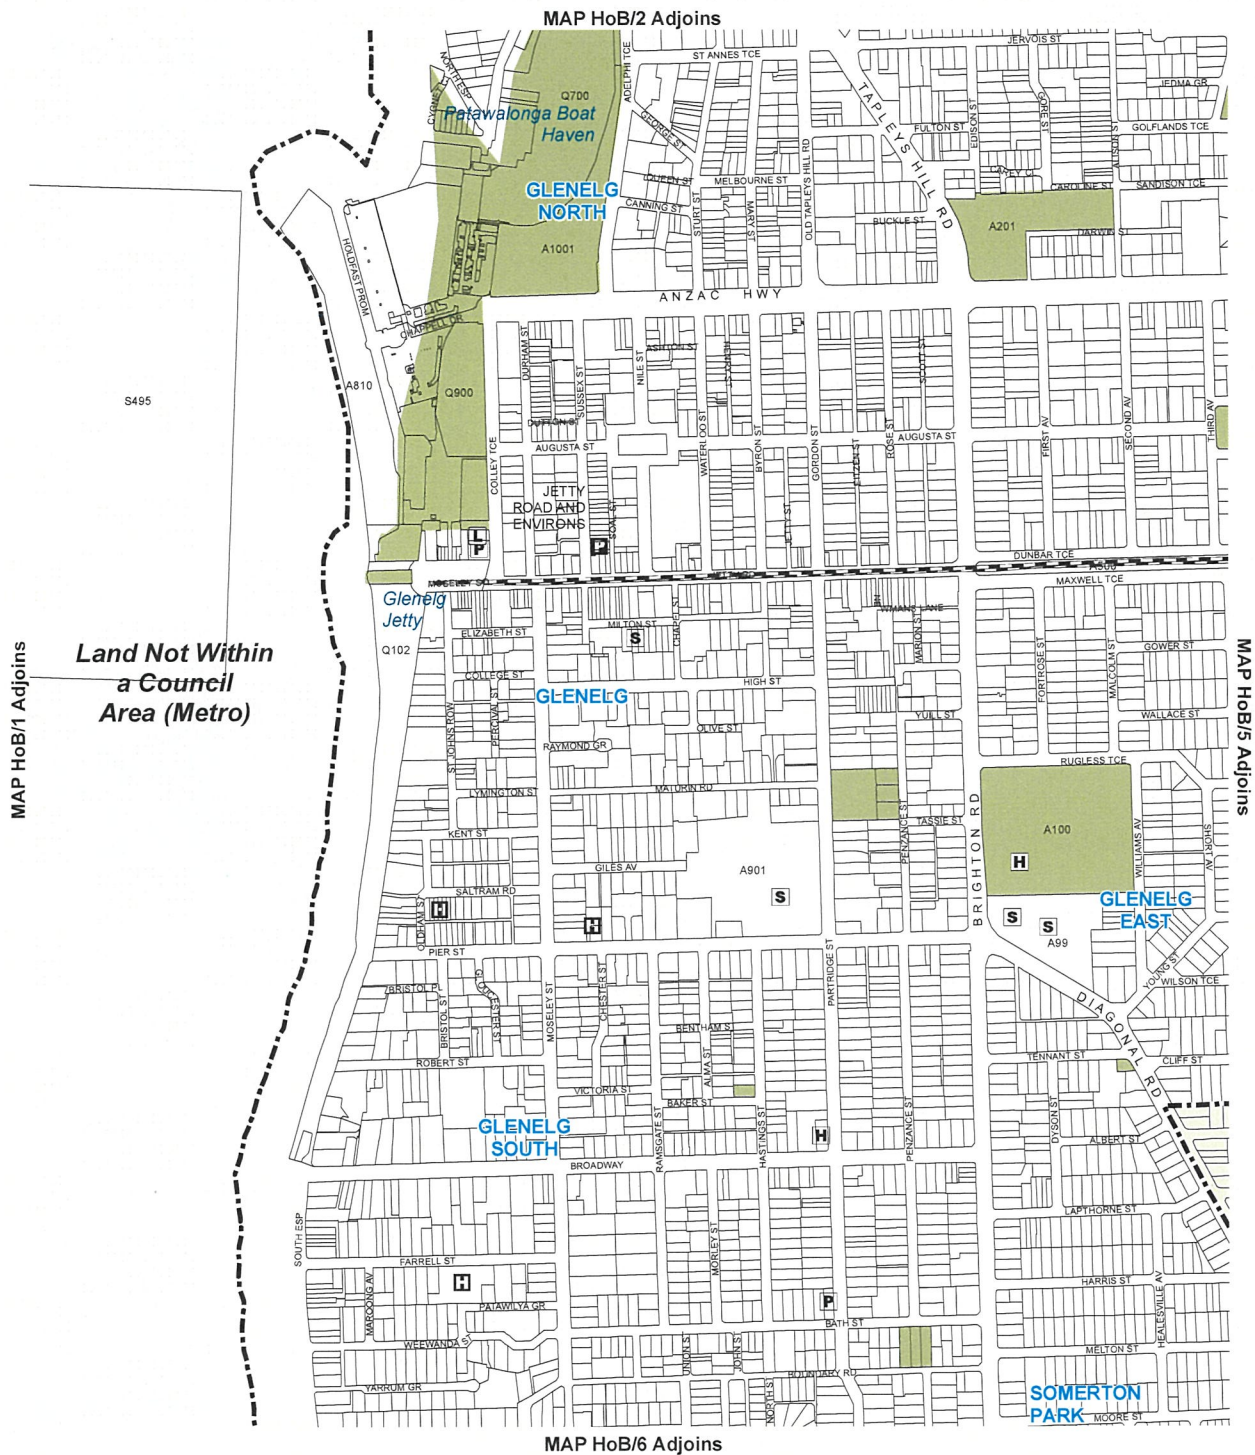 MAP HoB/2 Adjoins
JERVOIS ST
ST ANNES TCE
ADELPHI TCE
NORTH ESP
TAPLEYS HILL RD
JEDMA GR
Q700
GORE ST
Patawalonga Boat
Haven
GEORGE ST
EDISON ST
FULTON ST
GOLFLANDS TCE
OLD TAPLEYS HILL RD
ALISON ST
QUEEN ST
MELBOURNE ST
CAREY CL
CAROLINE ST
SANDISON TCE
GLENELG
NORTH
CANNING ST
STURT ST
MARY ST
BUCKLE ST
A201
DARWIN ST
A1001
HOLDFAST PROM
ANZAC HWY
CHAPPELL DR
DURHAM ST
SUSSEX ST
NILE ST
ASHTON ST
HENRY ST
SCOTT ST
A810
Q900
S495
DUTTON ST
COLLEY TCE
AUGUSTA ST
WATERLOO ST
BYRON ST
GORDON ST
ROSE ST
AUGUSTA ST
FIRST AV
SECOND AV
THIRD AV
JETTY
ROAD AND
ENVIRONS
SOAL ST
L
P
P
DUNBAR TCE
MOSELEY SQ
A500
MAXWELL TCE
Glenelg
Jetty
ELIZABETH ST
MILTON ST
S
CHAPEL ST
MARION ST
Q102
COLLEGE ST
HIGH ST
FORTROSE ST
MALCOLM ST
GOWER ST
MAP HoB/1 Adjoins
Land Not Within
a Council
Area (Metro)
MAP HoB/5 Adjoins
GLENELG
ST JOHNS ROW
PERCIVAL ST
OLIVE ST
YUILL ST
WALLACE ST
RAYMOND GR
RUGLESS TCE
LYMINGTON ST
MATURIN RD
KENT ST
PENZANCE ST
TASSIE ST
BRIGHTON RD
A100
WILLIAMS AV
SHORT AV
GILES AV
A901
H
SALTRAM RD
S
OLDHAM ST
H
H
S
S
A99
GLENELG
EAST
PIER ST
YOUNG ST
WILSON TCE
BRISTOL PL
GLOUCESTER ST
BRISTOL ST
MOSELEY ST
CHESTER ST
PARTRIDGE ST
DIAGONAL RD
BENTHAM S
ROBERT ST
ALMA ST
TENNANT ST
CLIFF ST
VICTORIA ST
BAKER ST
GLENELG
SOUTH
RAMSGATE ST
HASTINGS ST
H
PENZANCE ST
DYSON ST
ALBERT ST
BROADWAY
LAPTHORNE ST
SOUTH ESP
MORLEY ST
FARRELL ST
H
MAROONG AV
HARRIS ST
PATAWILYA GR
P
BATH ST
HEALESVILLE AV
WEEWANDA S
UNION ST
JOHN ST
MELTON ST
BOUNDARY RD
YARRUM GR
NORTH ST
SOMERTON
PARK
MOORE ST
MAP HoB/6 Adjoins